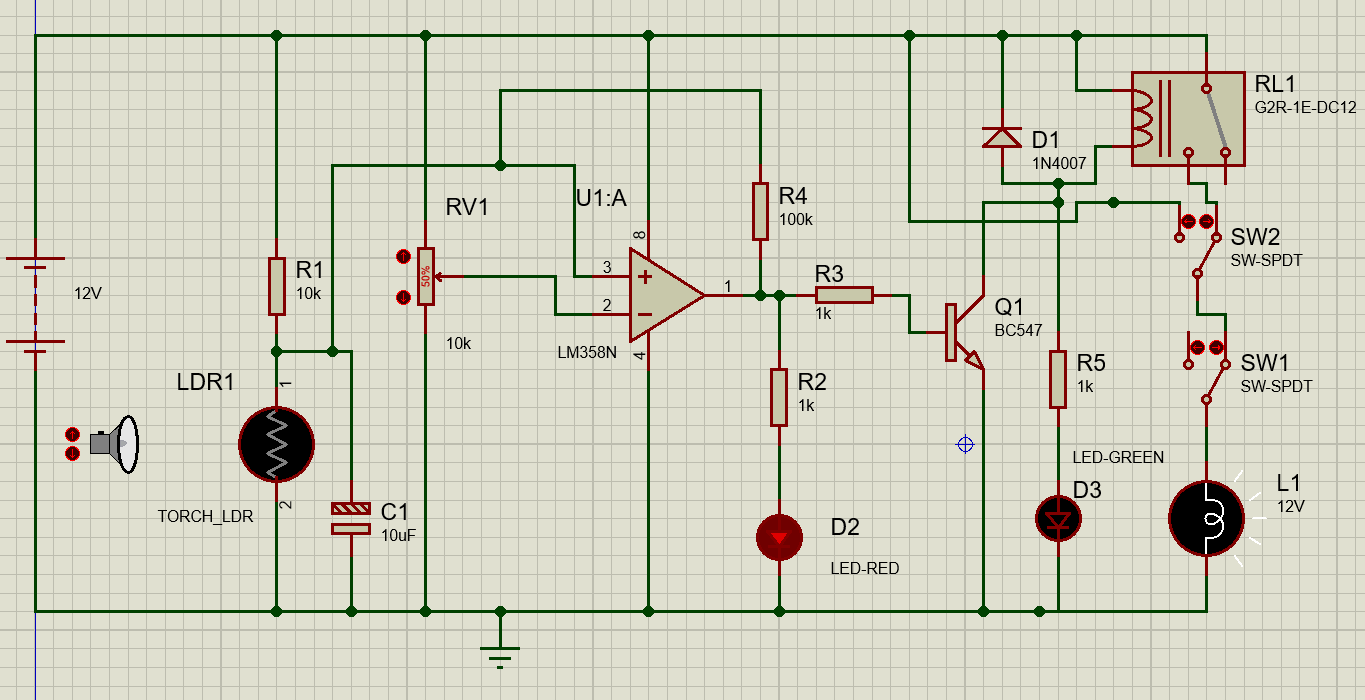 12V
R1
10k
LDR1
1
2
TORCH_LDR
C1
10uF
RV1
50%
10k
U1:A
8
3
2
1
4
LM358N
R4
100k
R3
1k
R2
1k
D2
LED-RED
Q1
BC547
D1
1N4007
RL1
G2R-1E-DC12
SW2
SW-SPDT
SW1
SW-SPDT
R5
1k
LED-GREEN
D3
L1
12V